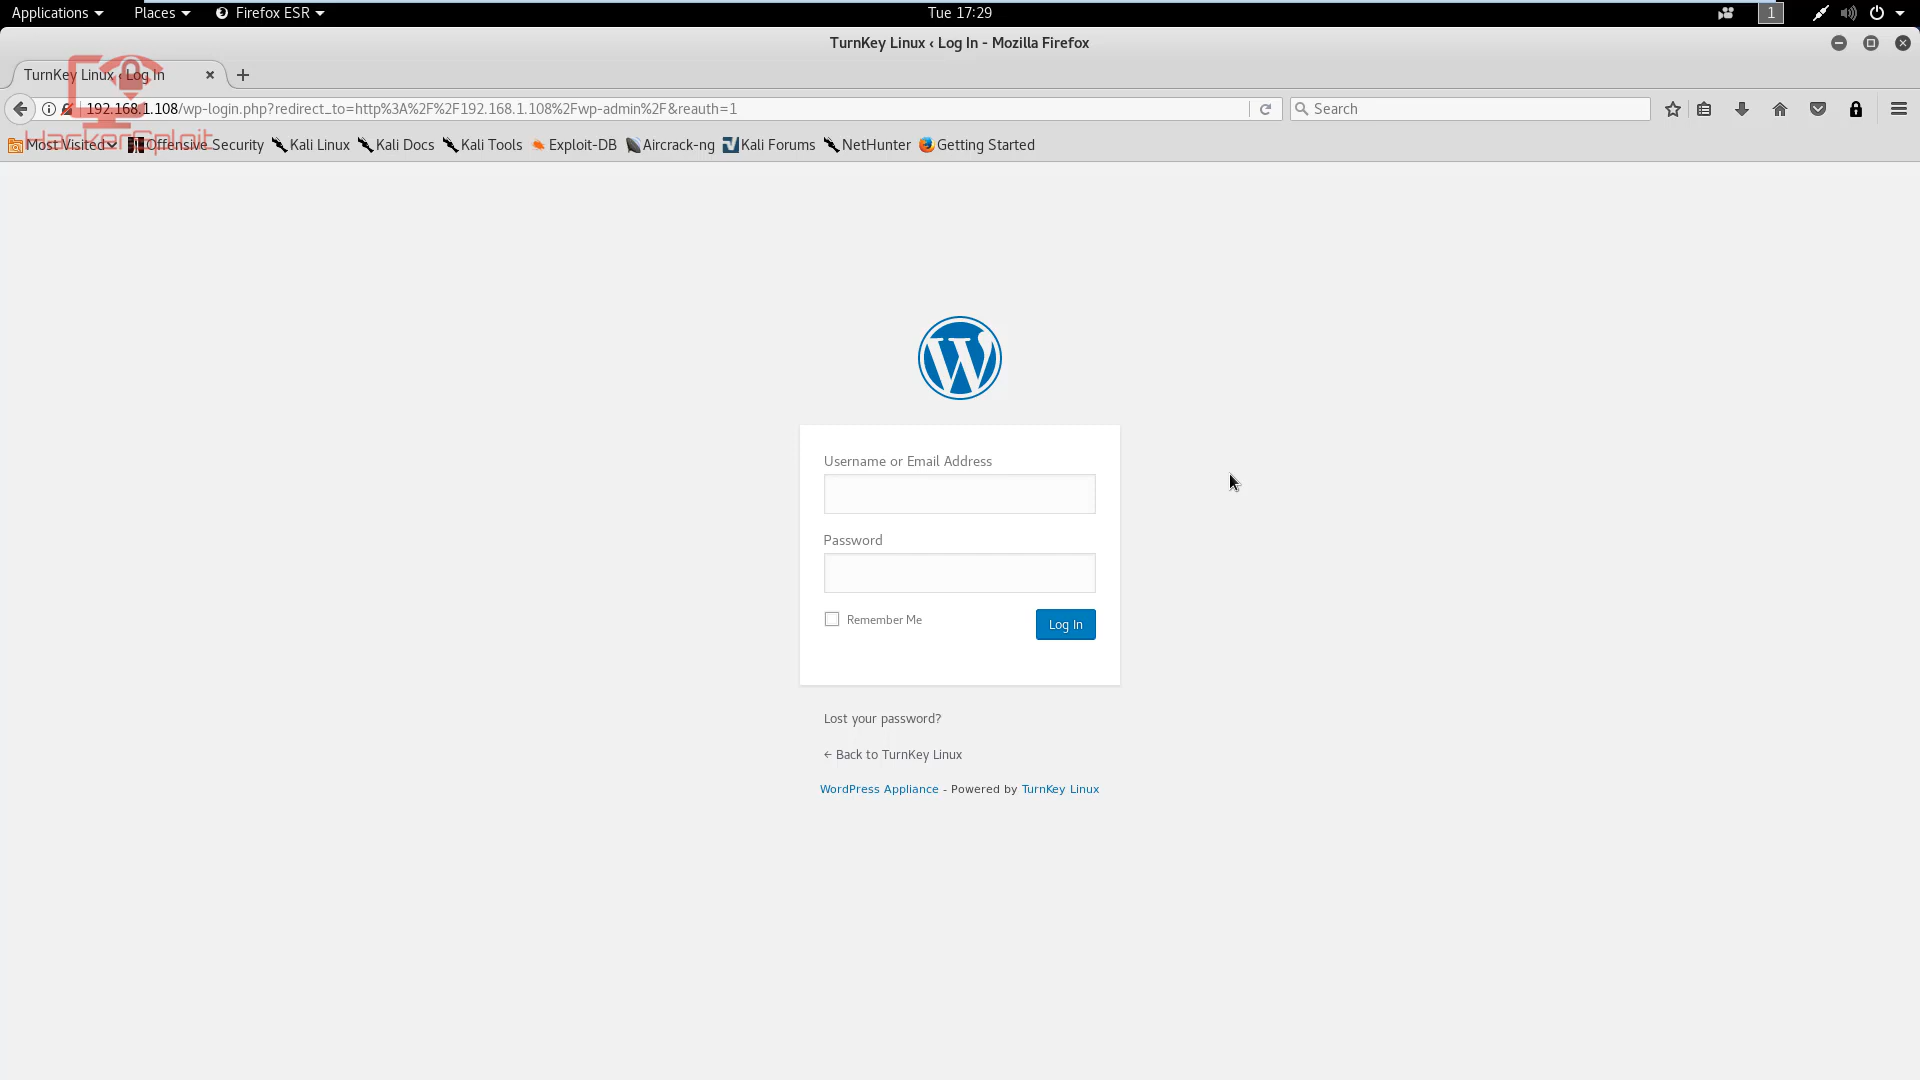 Applications Places Firefox ESR Tue 17:29 1
TurnKey Linux ‹ Log In - Mozilla Firefox
TurnKey Linux ‹ Log In
192.168.1.108/wp-login.php?redirect_to=http%3A%2F%2F192.168.1.108%2Fwp-admin%2F&reauth=1 Search
HackerSploit
Most Visited Offensive Security Kali Linux Kali Docs Kali Tools Exploit-DB Aircrack-ng Kali Forums NetHunter Getting Started
Username or Email Address
Password
Remember Me Log In
Lost your password?
← Back to TurnKey Linux
WordPress Appliance - Powered by TurnKey Linux